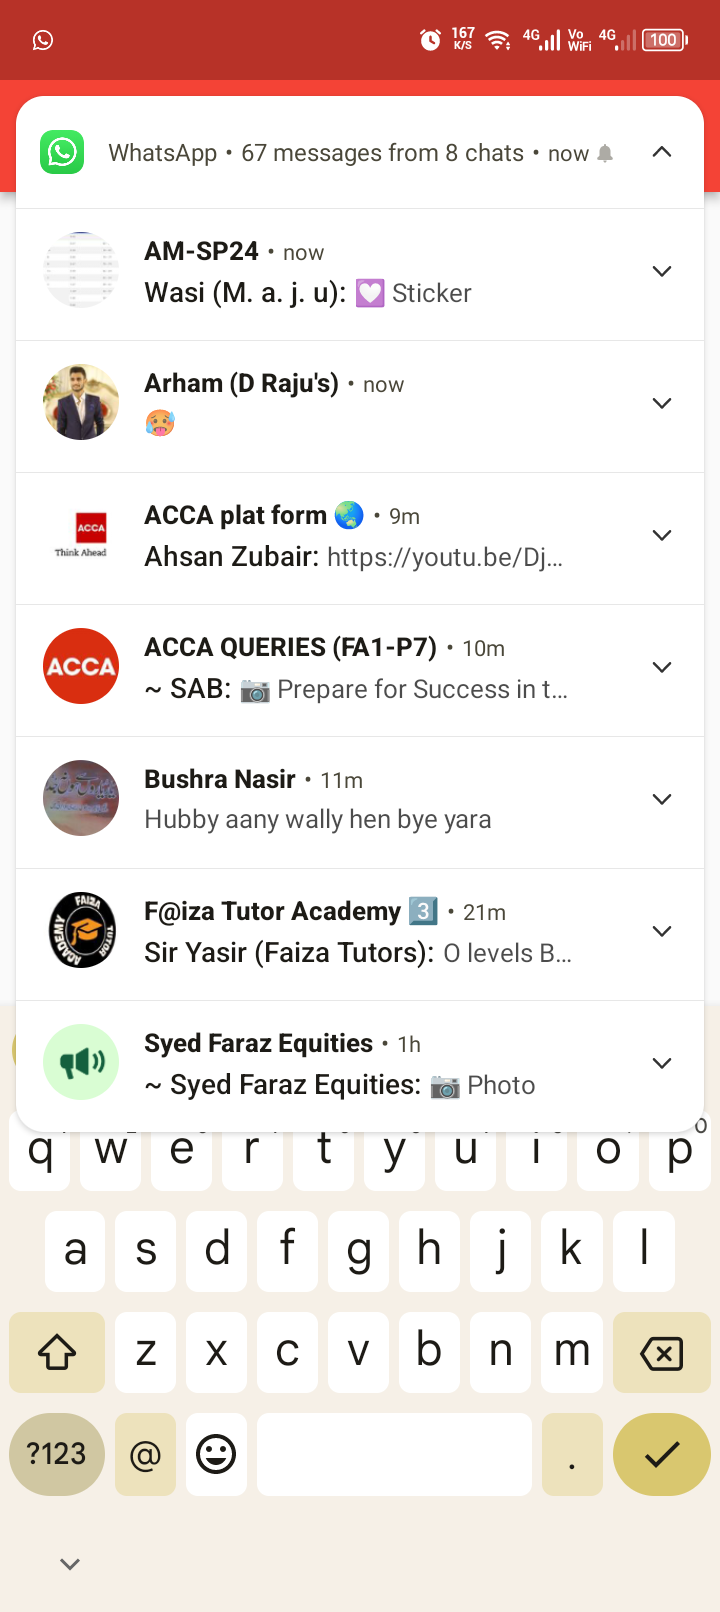 167
K/S
4G
Vo
WiFi
4G
100
WhatsApp • 67 messages from 8 chats • now
AM-SP24 • now
Wasi (M. a. j. u): 💟 Sticker
Arham (D Raju's) • now
🥵
ACCA
Think Ahead
ACCA plat form 🌏 • 9m
Ahsan Zubair: https://youtu.be/Dj...
ACCA
ACCA QUERIES (FA1-P7) • 10m
~ SAB: 📷 Prepare for Success in t...
Bushra Nasir • 11m
Hubby aany wally hen bye yara
FAIZA TUTOR ACADEMY
F@iza Tutor Academy 3️⃣ • 21m
Sir Yasir (Faiza Tutors): O levels B...
Syed Faraz Equities • 1h
~ Syed Faraz Equities: 📷 Photo
q w e r t y u i o p
a s d f g h j k l
z x c v b n m
?123 @ .